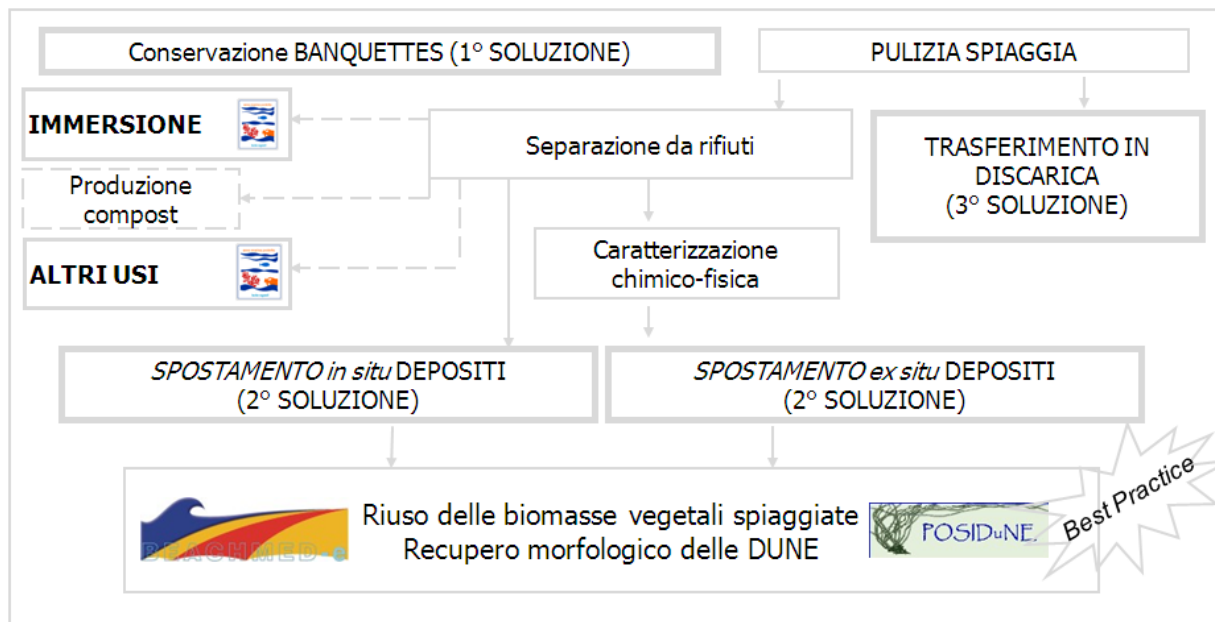 Conservazione BANQUETTES (1° SOLUZIONE)
PULIZIA SPIAGGIA
IMMERSIONE
Separazione da rifiuti
TRASFERIMENTO IN
DISCARICA
(3° SOLUZIONE)
Produzione
compost
ALTRI USI
Caratterizzazione
chimico-fisica
SPOSTAMENTO in situ DEPOSITI
(2° SOLUZIONE)
SPOSTAMENTO ex situ DEPOSITI
(2° SOLUZIONE)
BEACHMED-e
Riuso delle biomasse vegetali spiaggiate
Recupero morfologico delle DUNE
POSIDuNE.
Best Practice